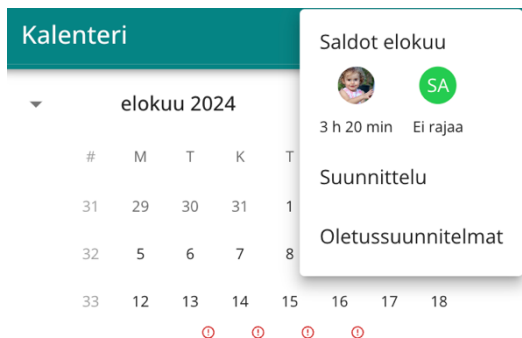 Kalenteri
Saldot elokuu
SA
3 h 20 min Ei rajaa
Suunnittelu
Oletussuunnitelmat
elokuu 2024
# M T K T
31 29 30 31 1
32 5 6 7 8
33 12 13 14 15 16 17 18